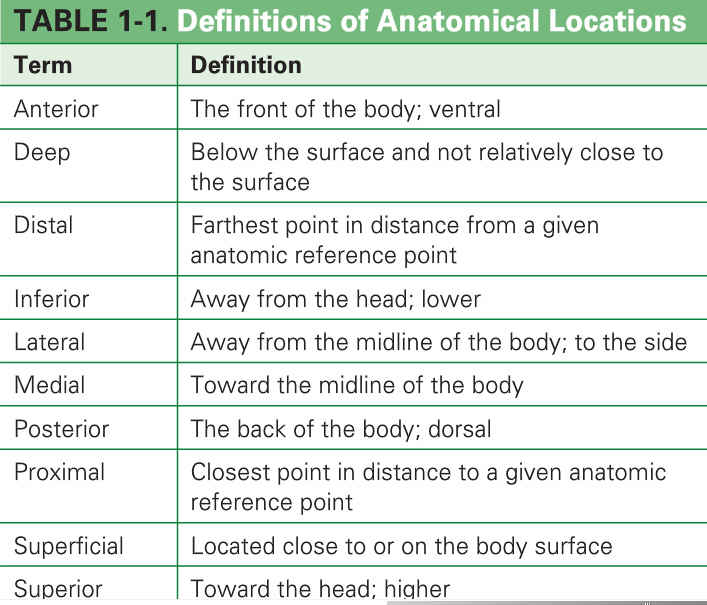 TABLE 1-1. Definitions of Anatomical Locations
Term Definition
Anterior The front of the body; ventral
Deep Below the surface and not relatively close to
the surface
Distal Farthest point in distance from a given
anatomic reference point
Inferior Away from the head; lower
Lateral Away from the midline of the body; to the side
Medial Toward the midline of the body
Posterior The back of the body; dorsal
Proximal Closest point in distance to a given anatomic
reference point
Superficial Located close to or on the body surface
Superior Toward the head; higher